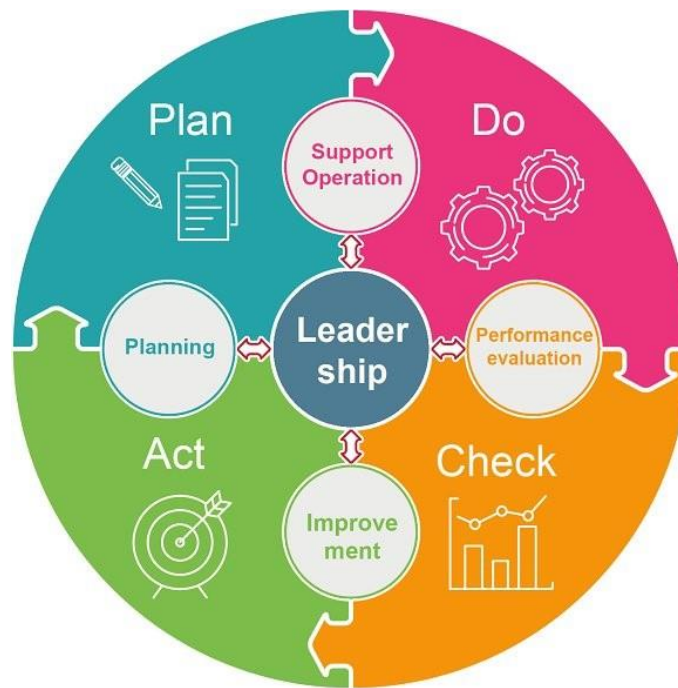 Plan
Do
Support
Operation
Planning
Leader
ship
Performance
evaluation
Act
Check
Improve
ment